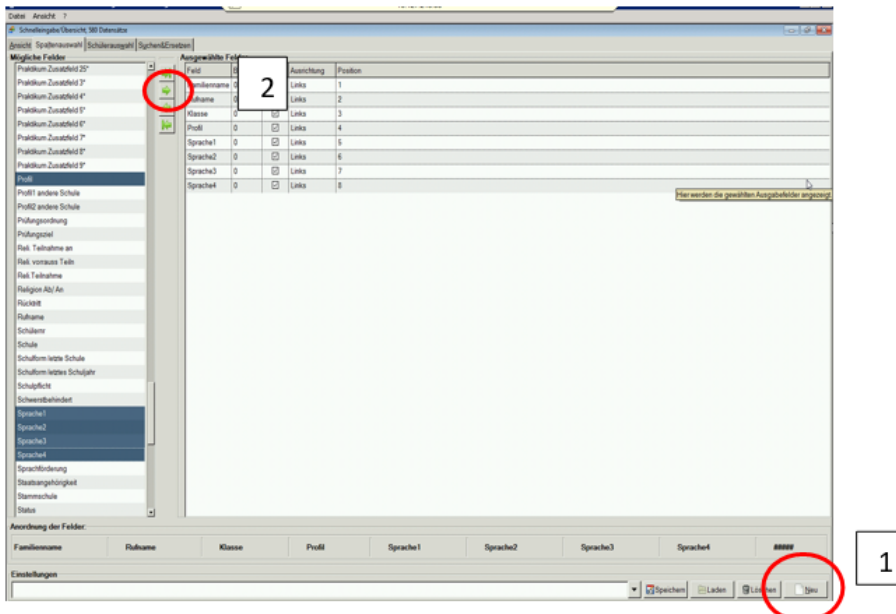 Datei Ansicht ?
Schnelleingabe/Übersicht, 580 Datensätze
Ansicht Spaltenauswahl Schülerauswahl Suchen&Ersetzen
Mögliche Felder
Ausgewählte Felder
Praktikum Zusatzfeld 25*
Praktikum Zusatzfeld 3*
Praktikum Zusatzfeld 4*
Praktikum Zusatzfeld 5*
Praktikum Zusatzfeld 6*
Praktikum Zusatzfeld 7*
Praktikum Zusatzfeld 8*
Praktikum Zusatzfeld 9*
Profil
Profil1 andere Schule
Profil2 andere Schule
Prüfungsordnung
Prüfungsziel
Reli. Teilnahme an
Reli. vorrauss Teiln
Reli.Teilnahme
Religion Ab/ An
Rücktritt
Rufname
Schülernr
Schule
Schulform letzte Schule
Schulform letztes Schuljahr
Schulpflicht
Schwerstbehindert
Sprache1
Sprache2
Sprache3
Sprache4
Sprachförderung
Staatsangehörigkeit
Stammschule
Status
2
Feld Ausrichtung Position
Familienname 0 Links 1
Rufname 0 Links 2
Klasse 0 Links 3
Profil 0 Links 4
Sprache1 0 Links 5
Sprache2 0 Links 6
Sprache3 0 Links 7
Sprache4 0 Links 8
Hier werden die gewählten Ausgabefelder angezeigt.
Anordnung der Felder:
Familienname Rufname Klasse Profil Sprache1 Sprache2 Sprache3 Sprache4 #####
Einstellungen
Speichern Laden Löschen Neu
1